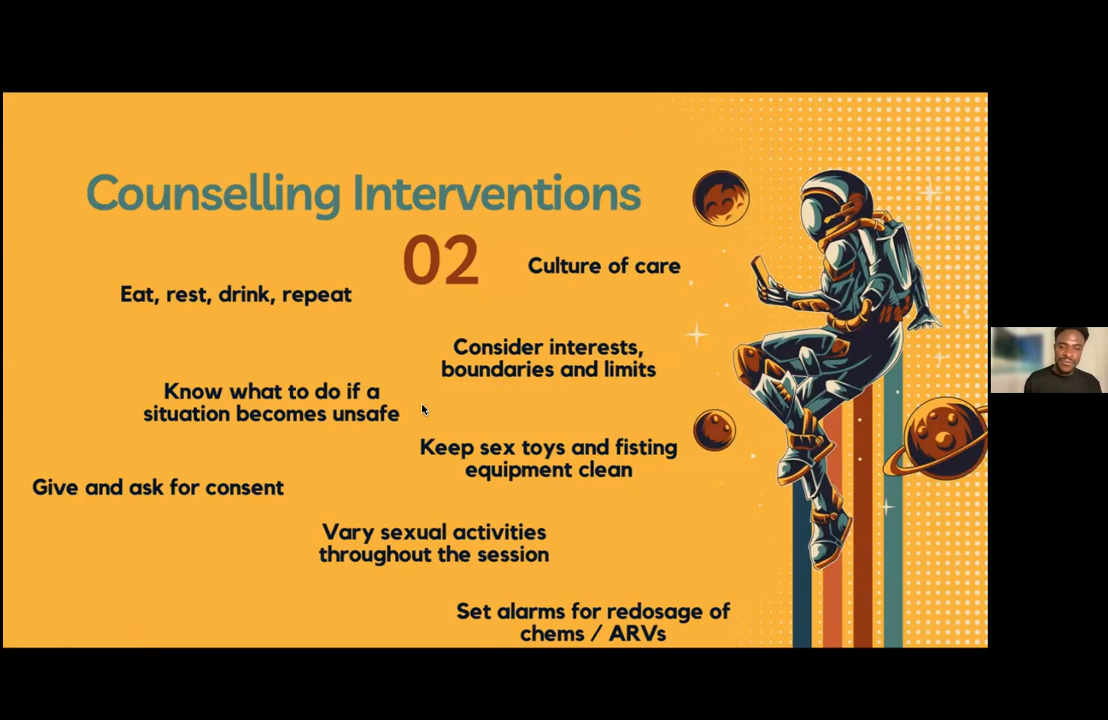 Counselling Interventions
02
Culture of care
Eat, rest, drink, repeat
Consider interests,
boundaries and limits
Know what to do if a
situation becomes unsafe
Keep sex toys and fisting
equipment clean
Give and ask for consent
Vary sexual activities
throughout the session
Set alarms for redosage of
chems / ARVs